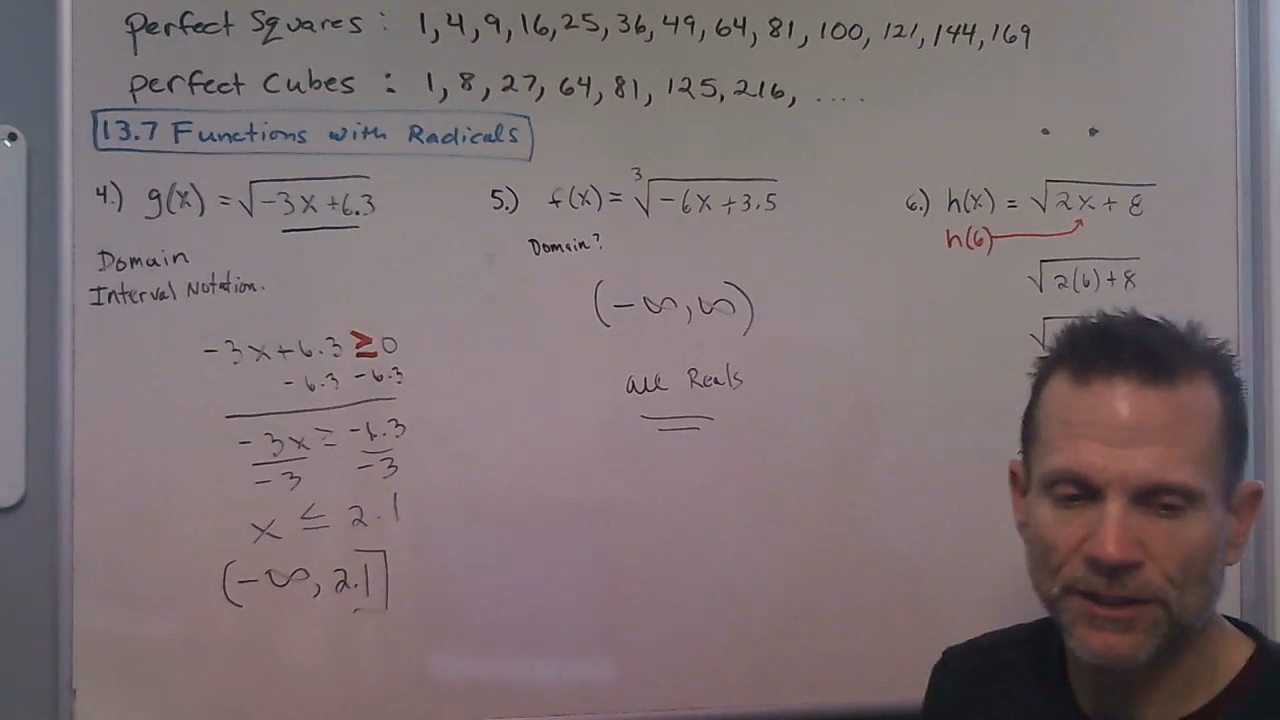 perfect Squares : 1, 4, 9, 16, 25, 36, 49, 64, 81, 100, 121, 144, 169
perfect Cubes : 1, 8, 27, 64, 81, 125, 216, ....
13.7 Functions with Radicals
4.) g(x) = √-3x+6.3
Domain
Interval Notation.
-3x+6.3 ≥ 0
-6.3 -6.3
-3x ≥ -6.3
-3 -3
x ≤ 2.1
(-∞, 2.1]
5.) f(x) = ³√-6x+3.5
Domain?
(-∞, ∞)
all Reals
6.) h(x) = √2x+8
h(6)
√2(6)+8
√